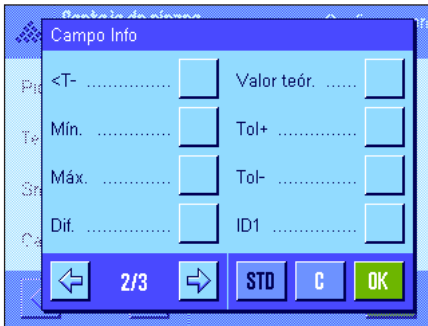 Campo Info
<T- ............... Valor teór. ......
Mín. ............ Tol+ ...............
Máx. ............ Tol- ...............
Dif. ............... ID1 ...............
2/3 STD C OK